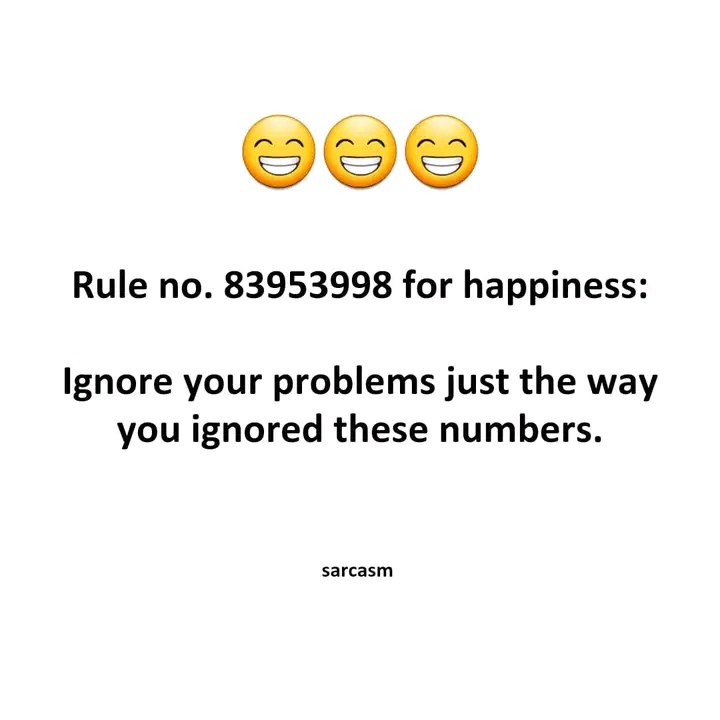 Rule no. 83953998 for happiness:
Ignore your problems just the way
you ignored these numbers.
sarcasm